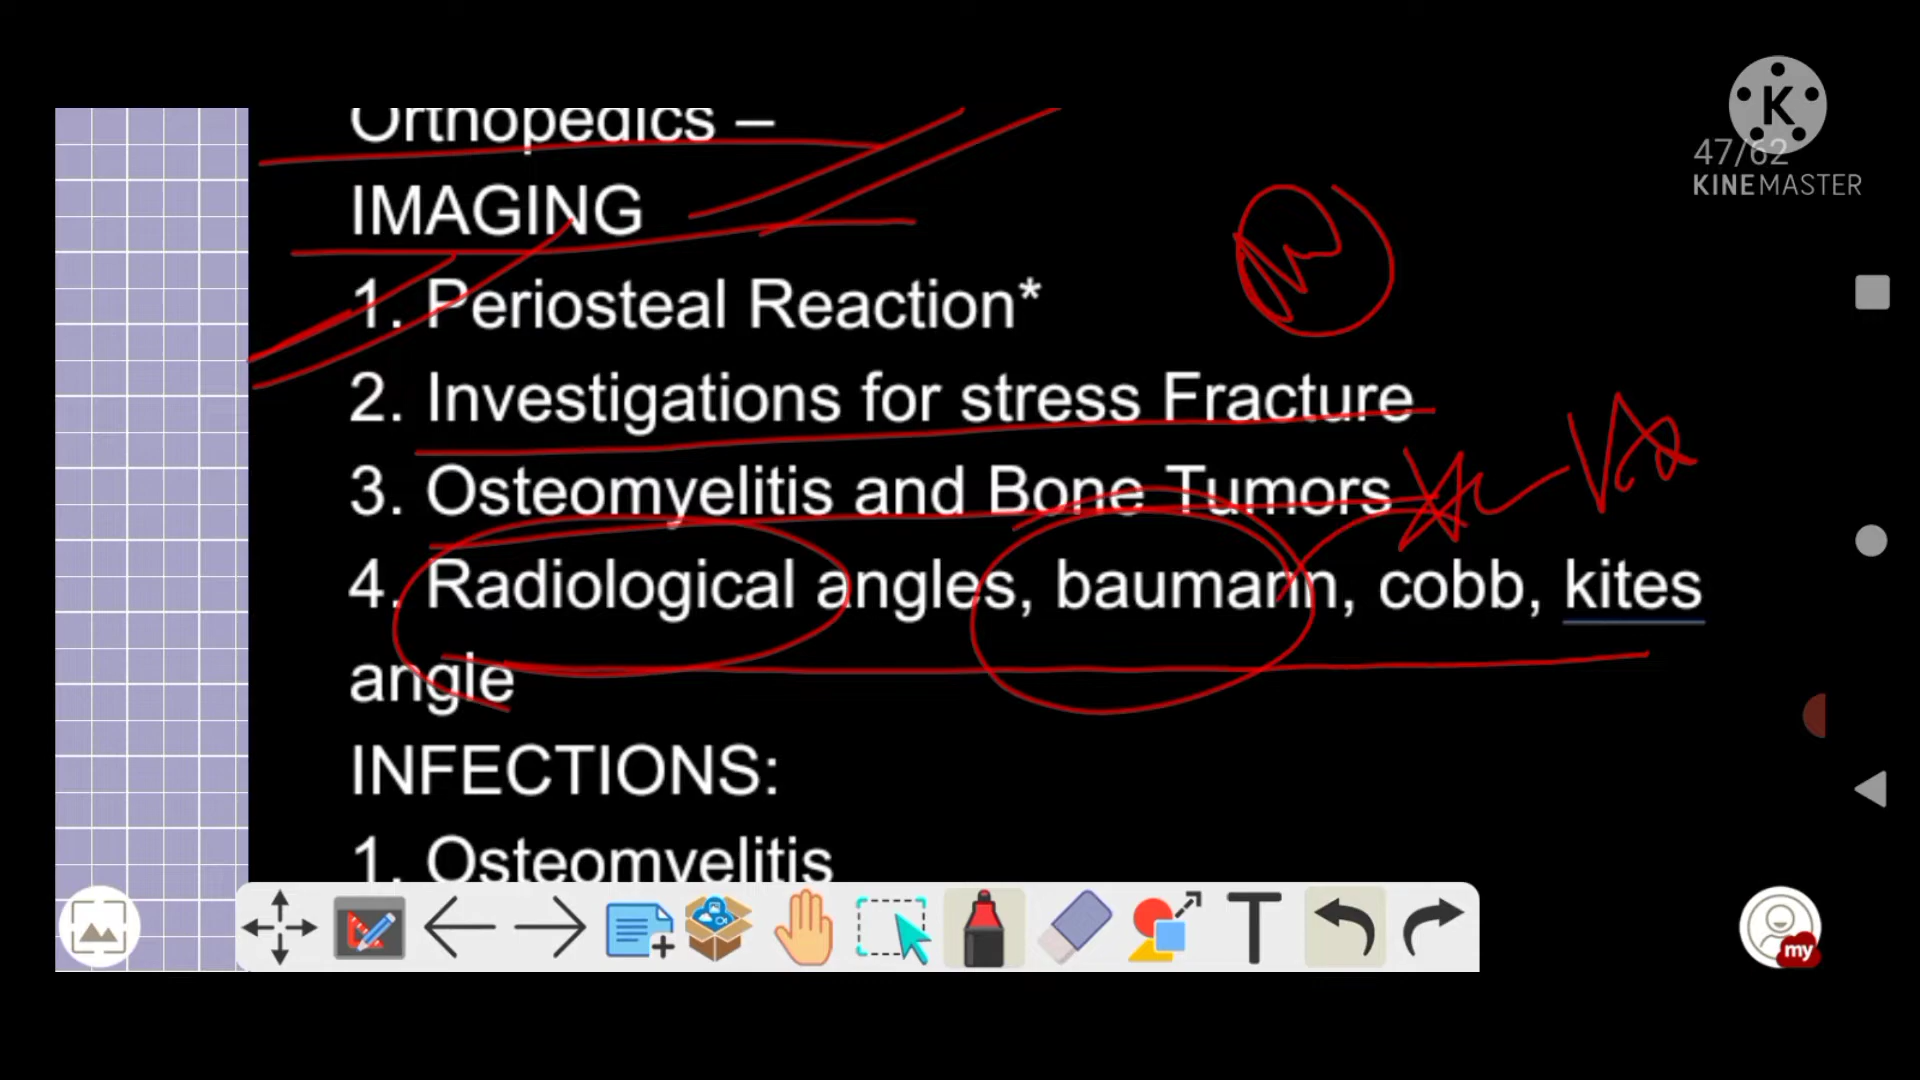 Orthopedics –
IMAGING
1. Periosteal Reaction*
2. Investigations for stress Fracture
3. Osteomyelitis and Bone Tumors
4. Radiological angles, baumann, cobb, kites
angle
INFECTIONS:
1. Osteomyelitis
K
47/62
KINEMASTER
T
my